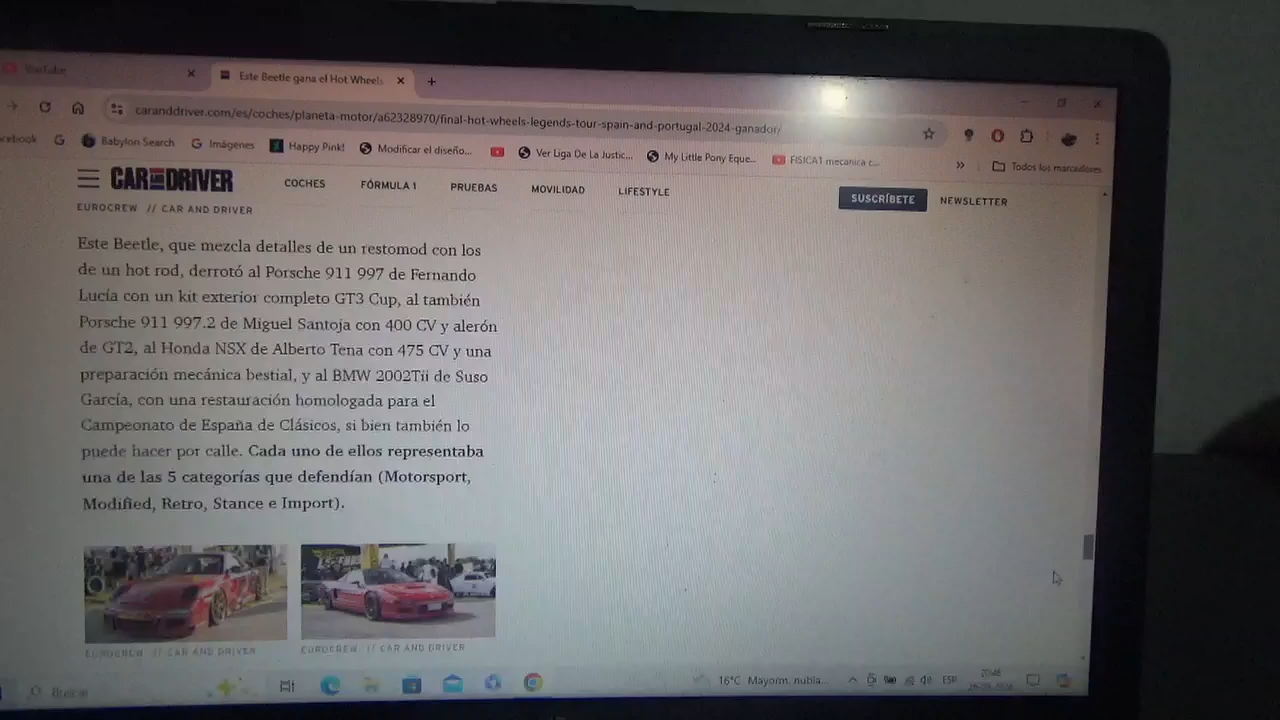 YouTube
Este Beetle gana el Hot Wheels
caranddriver.com/es/coches/planeta-motor/a62328970/final-hot-wheels-legends-tour-spain-and-portugal-2024-ganador/
cebook
Babylon Search
Imágenes
Happy Pink!
Modificar el diseño...
Ver Liga De La Justic...
My Little Pony Eque...
FISICA1 mecanica c...
»
Todos los marcadores
CAR AND DRIVER
COCHES
FÓRMULA 1
PRUEBAS
MOVILIDAD
LIFESTYLE
SUSCRÍBETE
NEWSLETTER
EUROCREW // CAR AND DRIVER
Este Beetle, que mezcla detalles de un restomod con los
de un hot rod, derrotó al Porsche 911 997 de Fernando
Lucía con un kit exterior completo GT3 Cup, al también
Porsche 911 997.2 de Miguel Santoja con 400 CV y alerón
de GT2, al Honda NSX de Alberto Tena con 475 CV y una
preparación mecánica bestial, y al BMW 2002Tii de Suso
García, con una restauración homologada para el
Campeonato de España de Clásicos, si bien también lo
puede hacer por calle. Cada uno de ellos representaba
una de las 5 categorías que defendían (Motorsport,
Modified, Retro, Stance e Import).
EUROCREW // CAR AND DRIVER
EUROCREW // CAR AND DRIVER
Buscar
16°C Mayorm. nubla...
ESP